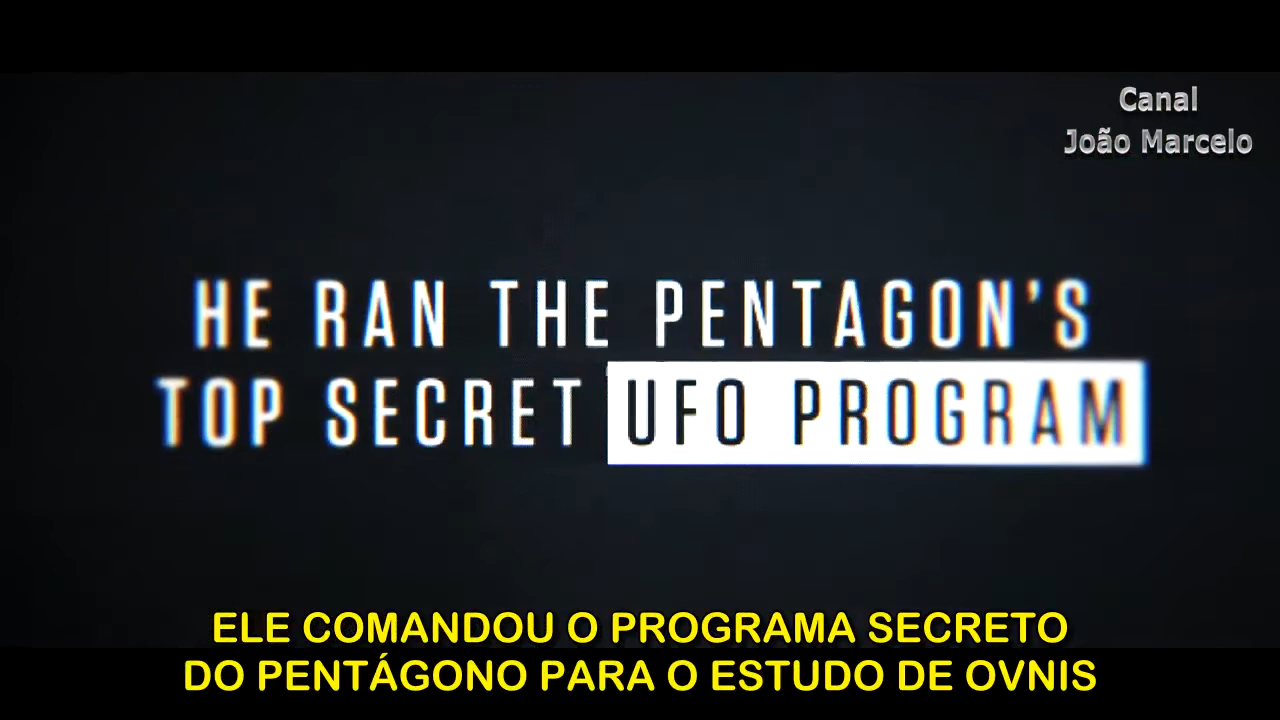 Canal
João Marcelo
HE RAN THE PENTAGON'S
TOP SECRET UFO PROGRAM
ELE COMANDOU O PROGRAMA SECRETO
DO PENTÁGONO PARA O ESTUDO DE OVNIS